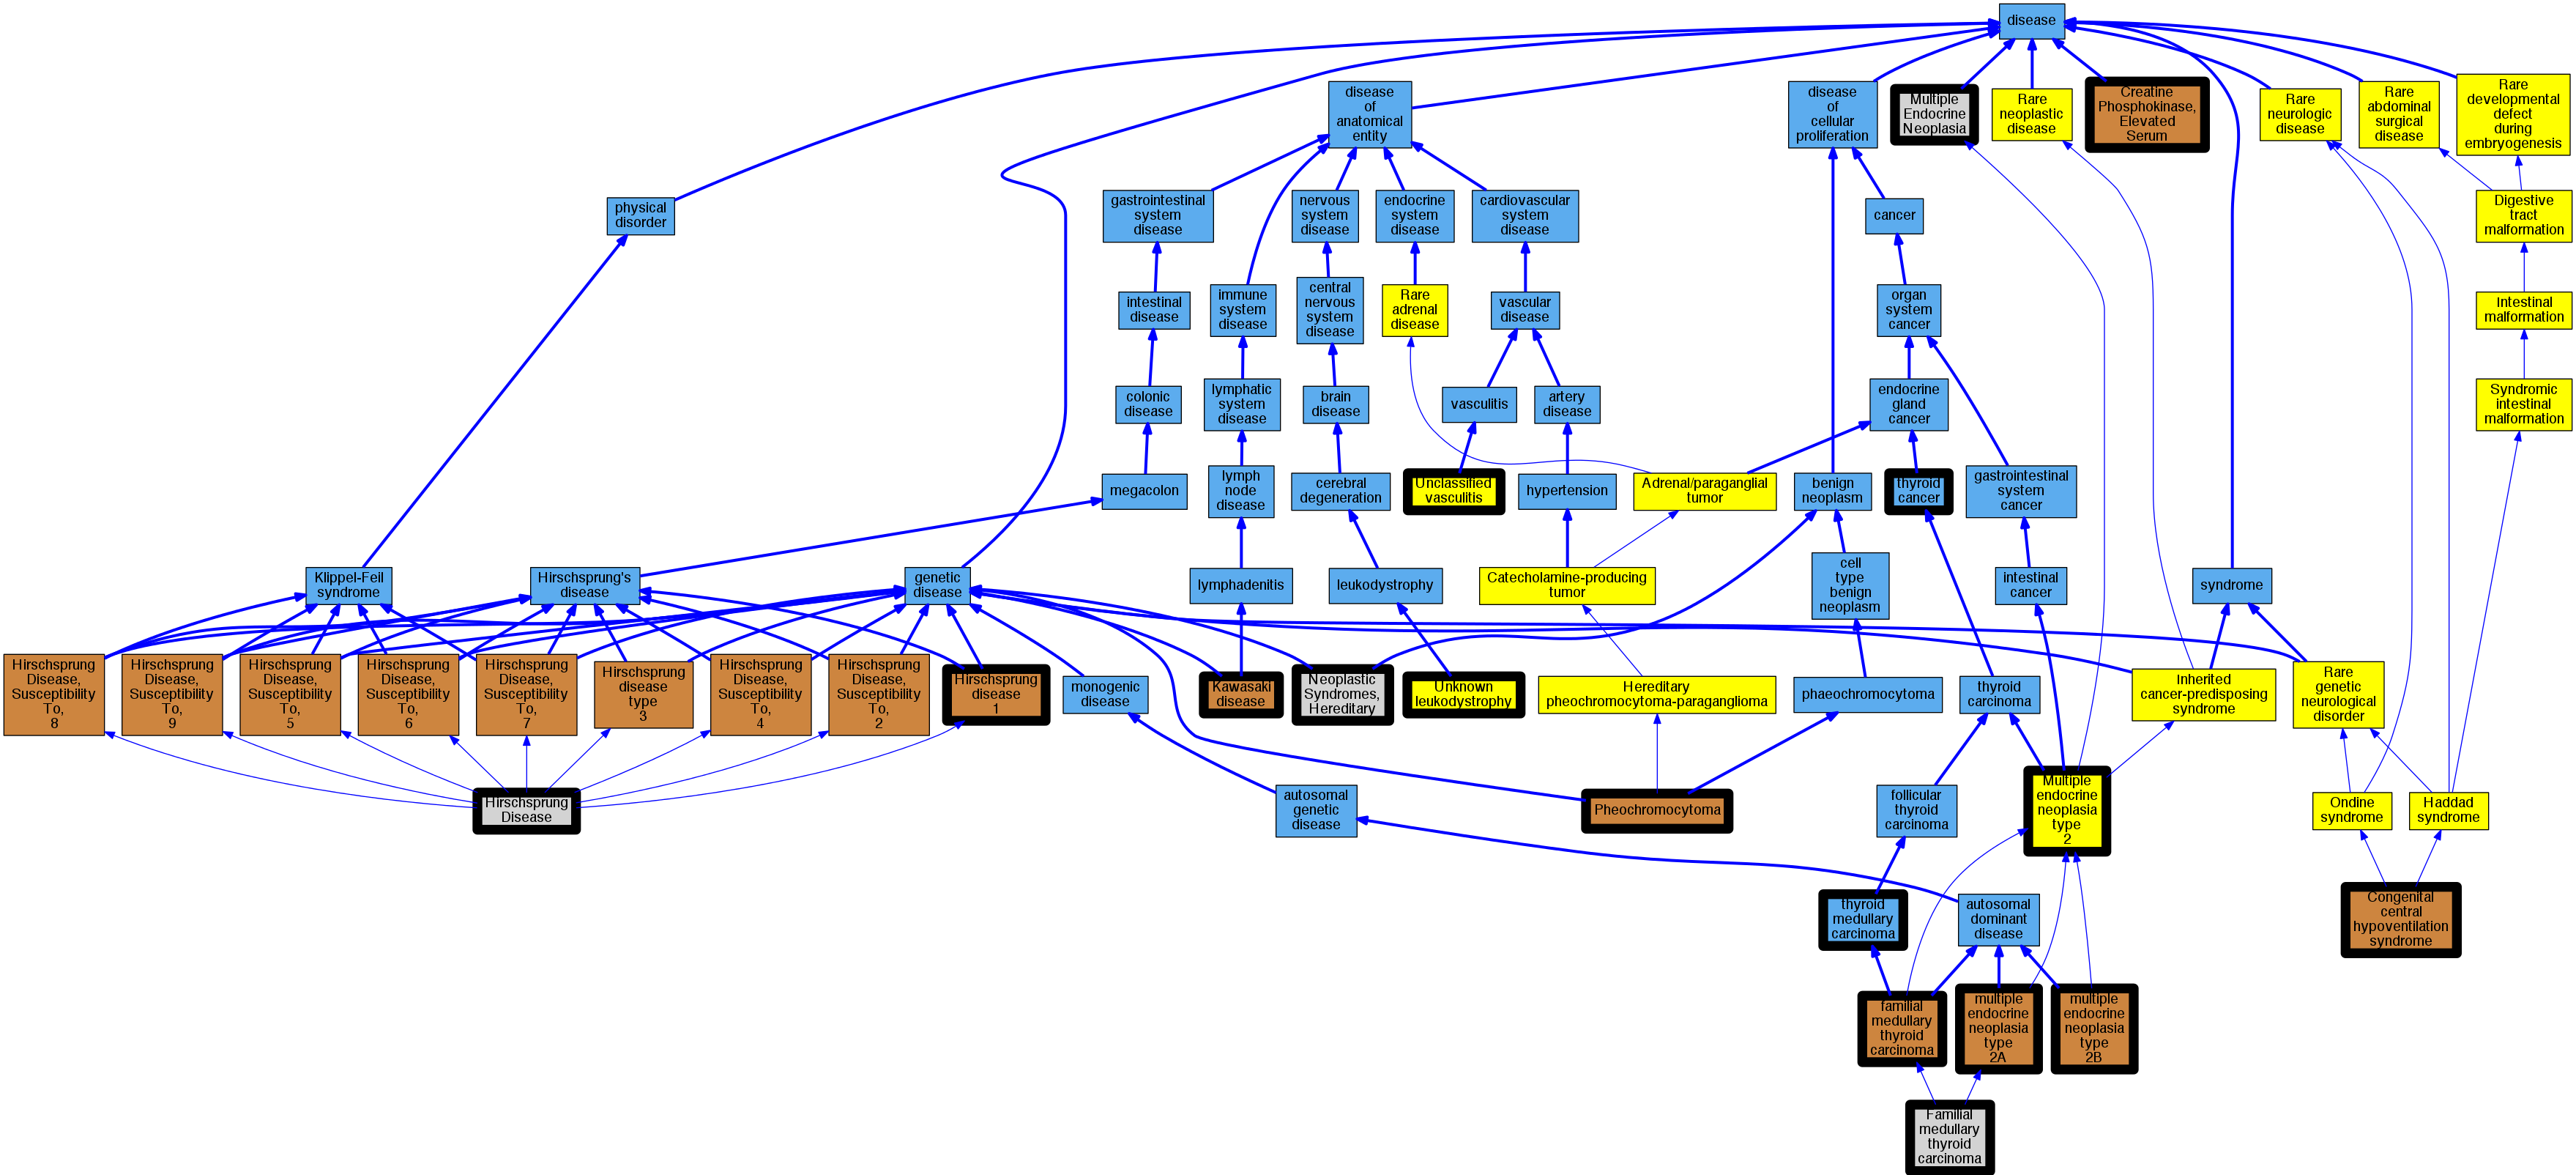 disease
disease
of
anatomical
entity
disease
of
cellular
proliferation
Multiple
Endocrine
Neoplasia
Rare
neoplastic
disease
Creatine
Phosphokinase,
Elevated
Serum
Rare
neurologic
disease
Rare
abdominal
surgical
disease
Rare
developmental
defect
during
embryogenesis
physical
disorder
gastrointestinal
system
disease
nervous
system
disease
endocrine
system
disease
cardiovascular
system
disease
cancer
Digestive
tract
malformation
intestinal
disease
immune
system
disease
central
nervous
system
disease
Rare
adrenal
disease
vascular
disease
organ
system
cancer
Intestinal
malformation
colonic
disease
lymphatic
system
disease
brain
disease
vasculitis
artery
disease
endocrine
gland
cancer
Syndromic
intestinal
malformation
megacolon
lymph
node
disease
cerebral
degeneration
Unclassified
vasculitis
hypertension
Adrenal/paraganglial
tumor
benign
neoplasm
thyroid
cancer
gastrointestinal
system
cancer
Klippel-Feil
syndrome
Hirschsprung's
disease
genetic
disease
lymphadenitis
leukodystrophy
Catecholamine-producing
tumor
cell
type
benign
neoplasm
intestinal
cancer
syndrome
Hirschsprung
Disease,
Susceptibility
To,
8
Hirschsprung
Disease,
Susceptibility
To,
9
Hirschsprung
Disease,
Susceptibility
To,
5
Hirschsprung
Disease,
Susceptibility
To,
6
Hirschsprung
Disease,
Susceptibility
To,
7
Hirschsprung
disease
type
3
Hirschsprung
Disease,
Susceptibility
To,
4
Hirschsprung
Disease,
Susceptibility
To,
2
Hirschsprung
disease
1
monogenic
disease
Kawasaki
disease
Neoplastic
Syndromes,
Hereditary
Unknown
leukodystrophy
Hereditary
pheochromocytoma-paraganglioma
phaeochromocytoma
thyroid
carcinoma
Inherited
cancer-predisposing
syndrome
Rare
genetic
neurological
disorder
Hirschsprung
Disease
autosomal
genetic
disease
Pheochromocytoma
follicular
thyroid
carcinoma
Multiple
endocrine
neoplasia
type
2
Ondine
syndrome
Haddad
syndrome
thyroid
medullary
carcinoma
autosomal
dominant
disease
Congenital
central
hypoventilation
syndrome
familial
medullary
thyroid
carcinoma
multiple
endocrine
neoplasia
type
2A
multiple
endocrine
neoplasia
type
2B
Familial
medullary
thyroid
carcinoma